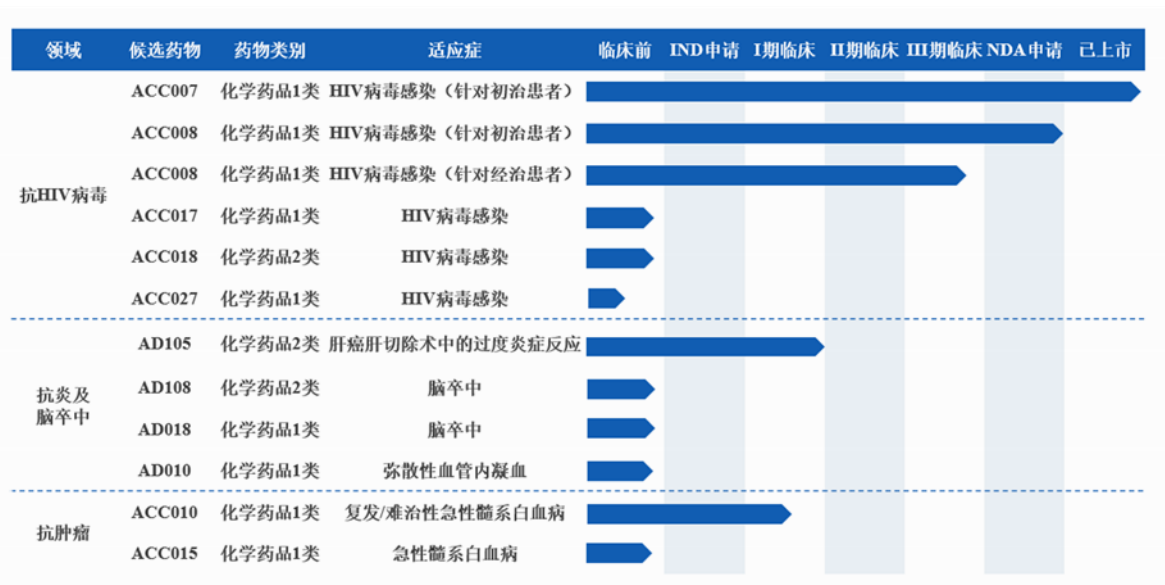 领域 候选药物 药物类别 适应症 临床前 IND申请 I期临床 II期临床 III期临床 NDA申请 已上市
抗HIV病毒
ACC007 化学药品1类 HIV病毒感染（针对初治患者）
ACC008 化学药品1类 HIV病毒感染（针对初治患者）
ACC008 化学药品1类 HIV病毒感染（针对经治患者）
ACC017 化学药品1类 HIV病毒感染
ACC018 化学药品2类 HIV病毒感染
ACC027 化学药品1类 HIV病毒感染
抗炎及
脑卒中
AD105 化学药品2类 肝癌肝切除术中的过度炎症反应
AD108 化学药品2类 脑卒中
AD018 化学药品1类 脑卒中
AD010 化学药品1类 弥散性血管内凝血
抗肿瘤
ACC010 化学药品1类 复发/难治性急性髓系白血病
ACC015 化学药品1类 急性髓系白血病